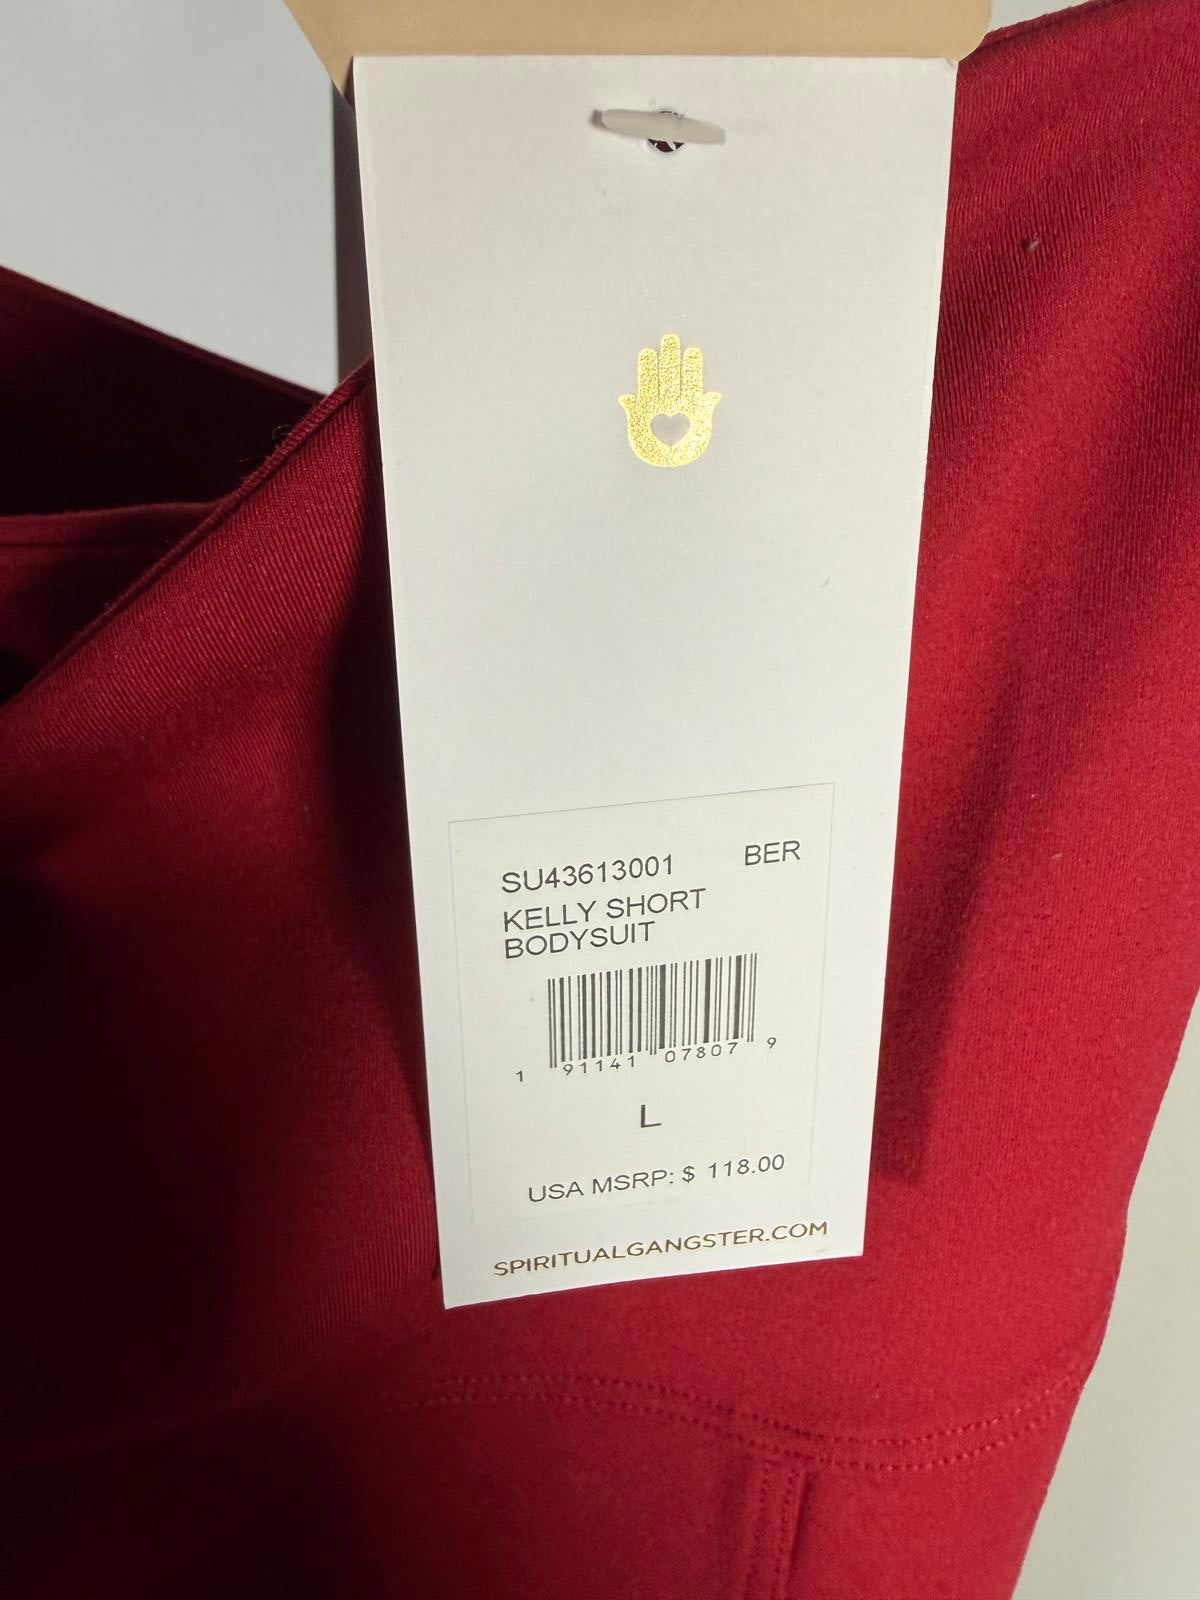 SU43613001 BER
KELLY SHORT
BODYSUIT
1 91141 07807 9
L
USA MSRP: $ 118.00
SPIRITUALGANGSTER.COM